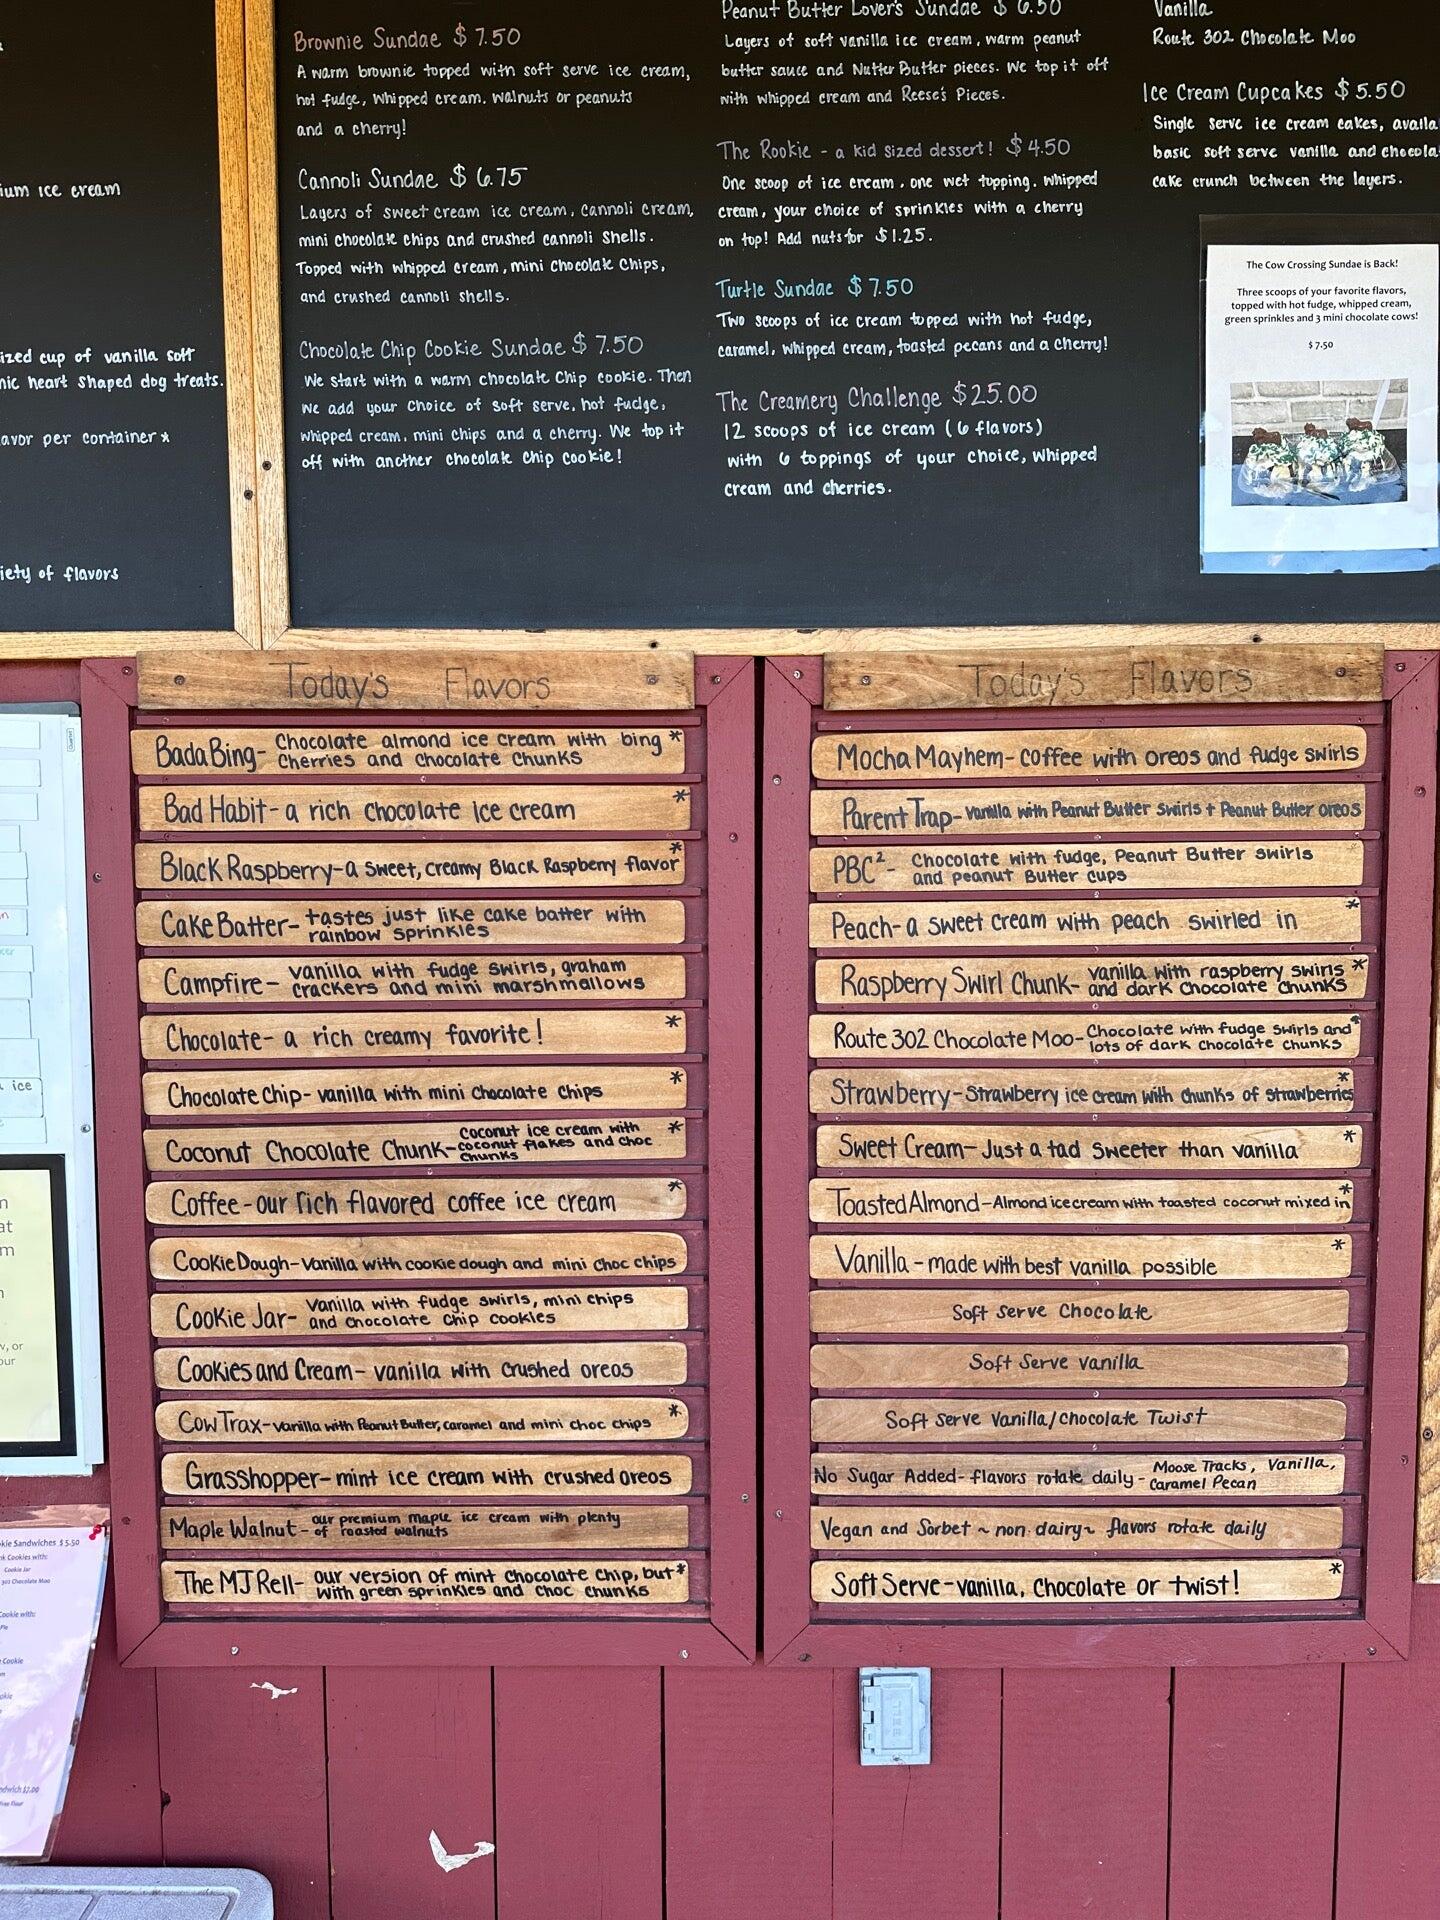 ium ice cream
ized cup of vanilla soft
nic heart shaped dog treats.
avor per container*
iety of flavors
Brownie Sundae $7.50
A warm brownie topped with soft serve ice cream,
hot fudge, whipped cream, walnuts or peanuts
and a cherry!
Cannoli Sundae $6.75
Layers of sweet cream ice cream, cannoli cream,
mini chocolate chips and crushed cannoli shells.
Topped with whipped cream, mini chocolate chips,
and crushed cannoli shells.
Chocolate Chip Cookie Sundae $7.50
We start with a warm chocolate chip cookie. Then
we add your choice of soft serve, hot fudge,
whipped cream, mini chips and a cherry. We top it
off with another chocolate chip cookie!
Peanut Butter Lover's Sundae $6.50
Layers of soft vanilla ice cream, warm peanut
butter sauce and Nutter Butter pieces. We top it off
with whipped cream and Reese's Pieces.
The Rookie - a kid sized dessert! $4.50
One scoop of ice cream, one wet topping, whipped
cream, your choice of sprinkles with a cherry
on top! Add nuts for $1.25.
Turtle Sundae $7.50
Two scoops of ice cream topped with hot fudge,
caramel, whipped cream, toasted pecans and a cherry!
The Creamery Challenge $25.00
12 scoops of ice cream (6 flavors)
with 6 toppings of your choice, whipped
cream and cherries.
Vanilla
Route 302 Chocolate Moo
Ice Cream Cupcakes $5.50
Single serve ice cream cakes, availa
basic soft serve vanilla and chocola
cake crunch between the layers.
The Cow Crossing Sundae is Back!
Three scoops of your favorite flavors,
topped with hot fudge, whipped cream,
green sprinkles and 3 mini chocolate cows!
$7.50
Today's Flavors
Bada Bing- Chocolate almond ice cream with bing *
cherries and chocolate chunks
Bad Habit- a rich chocolate ice cream *
Black Raspberry-a sweet, creamy Black Raspberry flavor *
Cake Batter- tastes just like cake batter with
rainbow sprinkles
Campfire- vanilla with fudge swirls, graham
crackers and mini marshmallows
Chocolate- a rich creamy favorite! *
Chocolate Chip- vanilla with mini chocolate chips *
Coconut Chocolate Chunk- coconut ice cream with *
coconut flakes and choc
chunks
Coffee-our rich flavored coffee ice cream *
Cookie Dough-Vanilla with cookie dough and mini choc chips
Cookie Jar- Vanilla with fudge swirls, mini chips
and chocolate chip cookies
Cookies and Cream- vanilla with crushed oreos
Cow Trax-vanilla with Peanut Butter, caramel and mini choc chips *
Grasshopper-mint ice cream with crushed oreos
Maple Walnut- our premium maple ice cream with plenty
of roasted walnuts
The MJ Rell- our version of mint chocolate chip, but *
with green sprinkles and choc chunks
Today's Flavors
Mocha Mayhem-coffee with oreos and fudge swirls
Parent Trap-vanilla with Peanut Butter swirls + Peanut Butter oreos
PBC²- Chocolate with fudge, Peanut Butter swirls
and peanut Butter cups
Peach-a sweet cream with peach swirled in *
Raspberry Swirl Chunk- vanilla with raspberry swirls *
and dark chocolate chunks
Route 302 Chocolate Moo- Chocolate with fudge swirls and *
lots of dark chocolate chunks
Strawberry-Strawberry ice cream with chunks of strawberries *
Sweet Cream-Just a tad sweeter than vanilla *
Toasted Almond-Almond ice cream with toasted coconut mixed in *
Vanilla-made with best vanilla possible *
Soft Serve Chocolate
Soft Serve vanilla
Soft Serve Vanilla/Chocolate Twist
No Sugar Added-flavors rotate daily- Moose Tracks, Vanilla,
Caramel Pecan
Vegan and Sorbet ~ non dairy~ flavors rotate daily
Soft Serve-vanilla, chocolate or twist! *
kie Sandwiches $5.50
nk Cookies with:
Cookie Jar
302 Chocolate Moo
Cookie with:
Pie
e Cookie
okie
ndwich $7.00